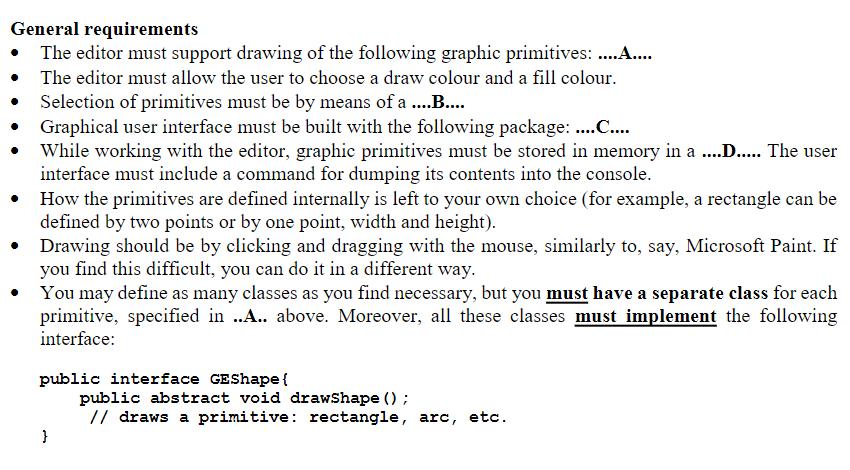 General requirements
• The editor must support drawing of the following graphic primitives: ....A....
• The editor must allow the user to choose a draw colour and a fill colour.
• Selection of primitives must be by means of a ....B....
• Graphical user interface must be built with the following package: ....C....
• While working with the editor, graphic primitives must be stored in memory in a ....D..... The user
interface must include a command for dumping its contents into the console.
• How the primitives are defined internally is left to your own choice (for example, a rectangle can be
defined by two points or by one point, width and height).
• Drawing should be by clicking and dragging with the mouse, similarly to, say, Microsoft Paint. If
you find this difficult, you can do it in a different way.
• You may define as many classes as you find necessary, but you must have a separate class for each
primitive, specified in ..A.. above. Moreover, all these classes must implement the following
interface:
public interface GEShape{
public abstract void drawShape();
// draws a primitive: rectangle, arc, etc.
}